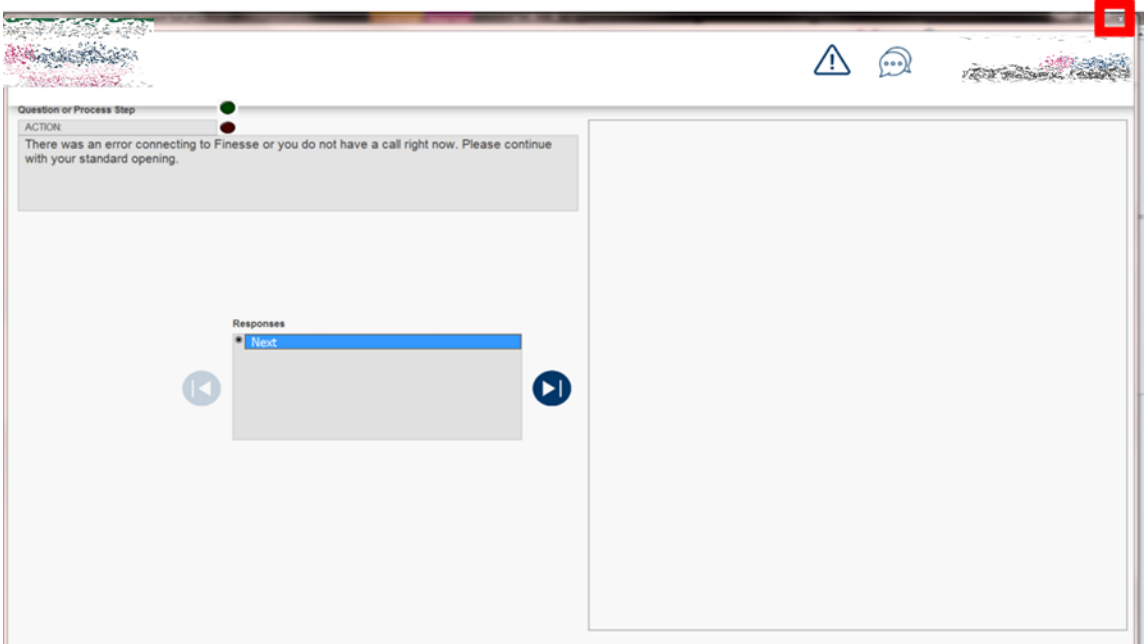 Question or Process Step
ACTION:
There was an error connecting to Finesse or you do not have a call right now. Please continue
with your standard opening.
Responses
Next